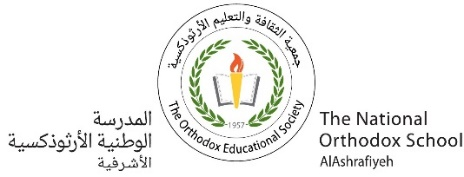 جمعية الثقافة والتعليم الأرثوذكسية
1957
The Orthodox Educational Society
المدرسة
الوطنية الأرثوذكسية
الأشرفية
The National
Orthodox School
AlAshrafiyeh